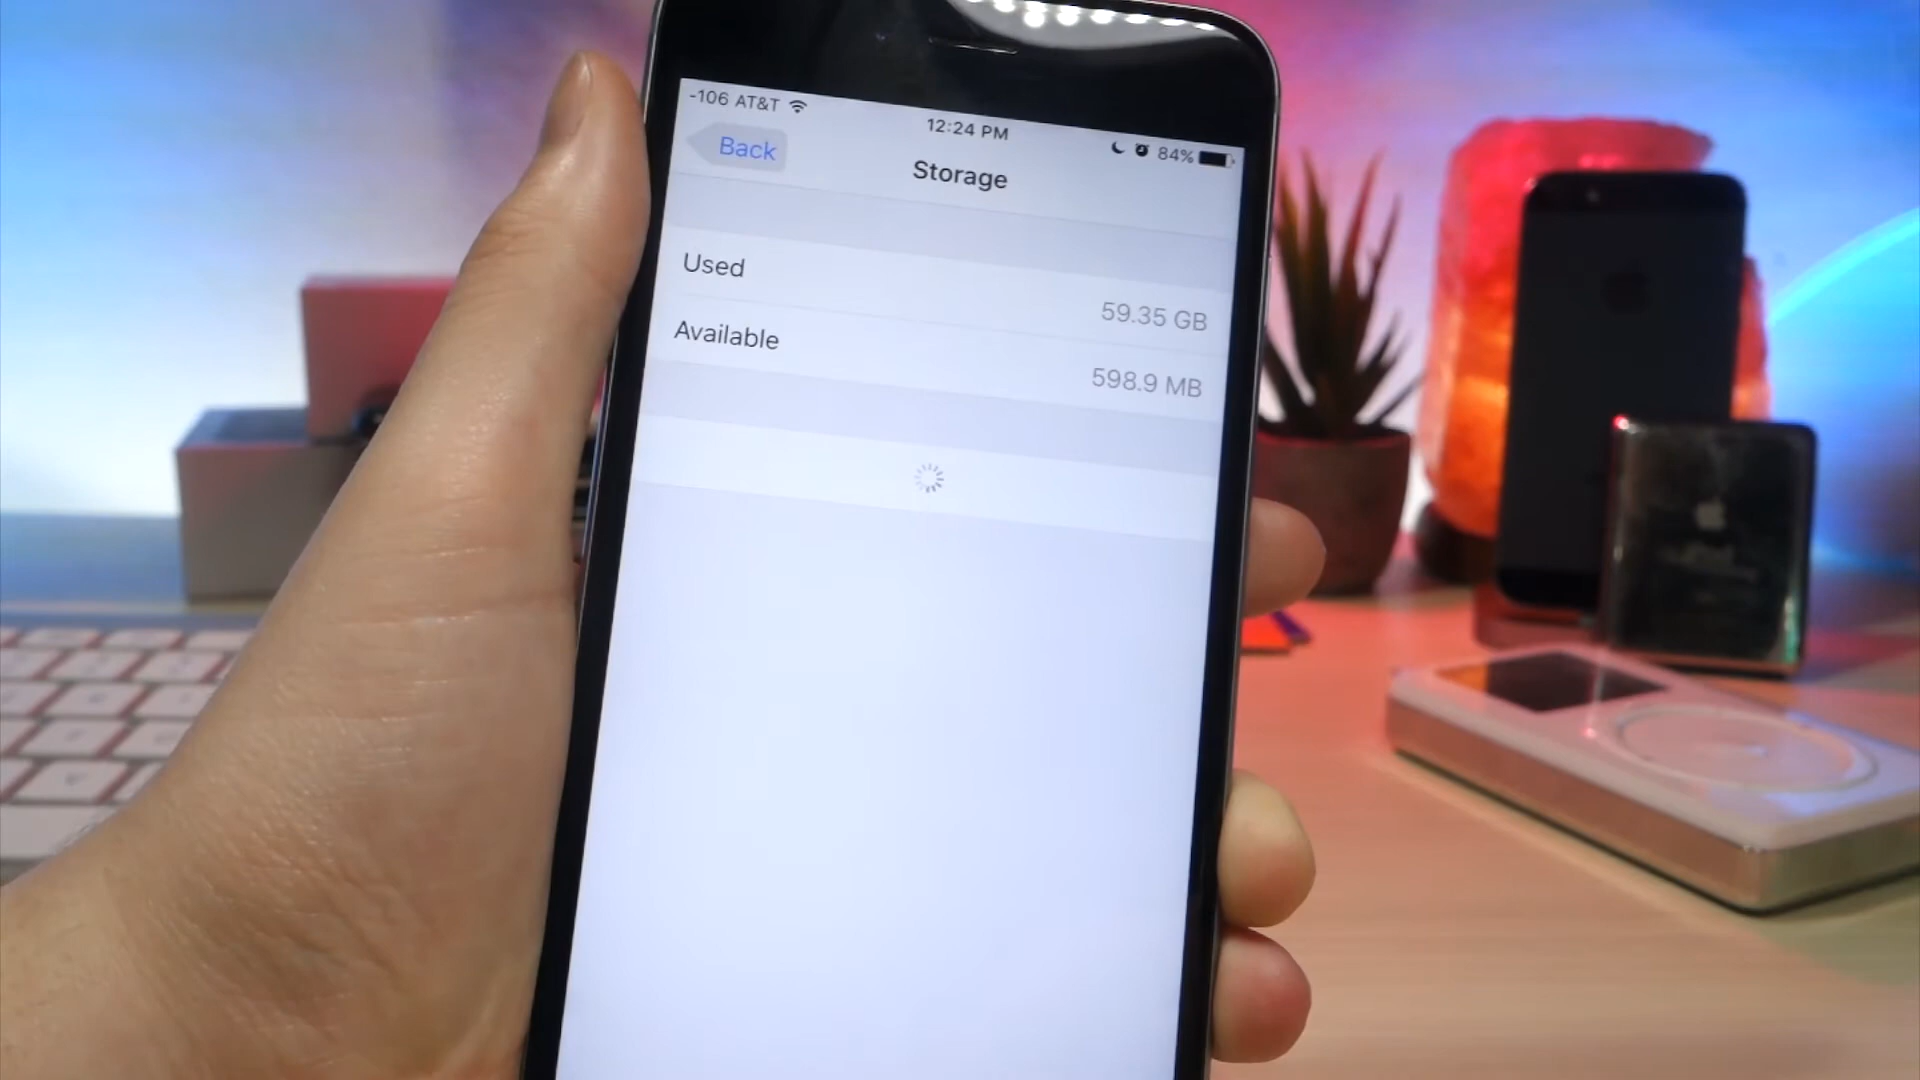 -106 AT&T
12:24 PM
84%
Back
Storage
Used
59.35 GB
Available
598.9 MB